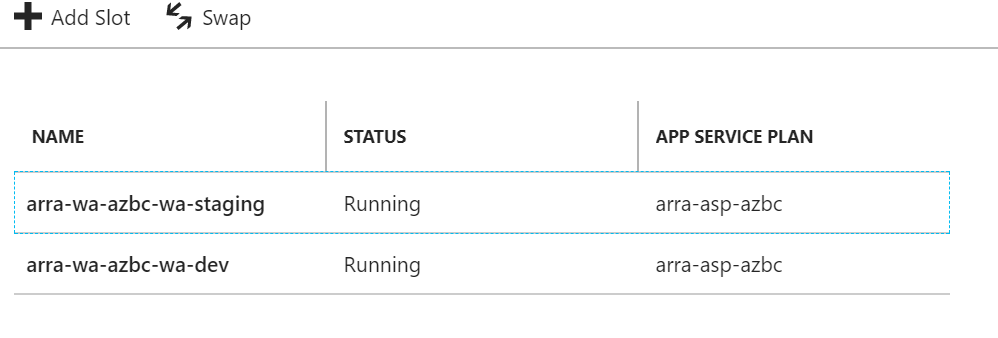 Add Slot Swap
NAME STATUS APP SERVICE PLAN
arra-wa-azbc-wa-staging Running arra-asp-azbc
arra-wa-azbc-wa-dev Running arra-asp-azbc